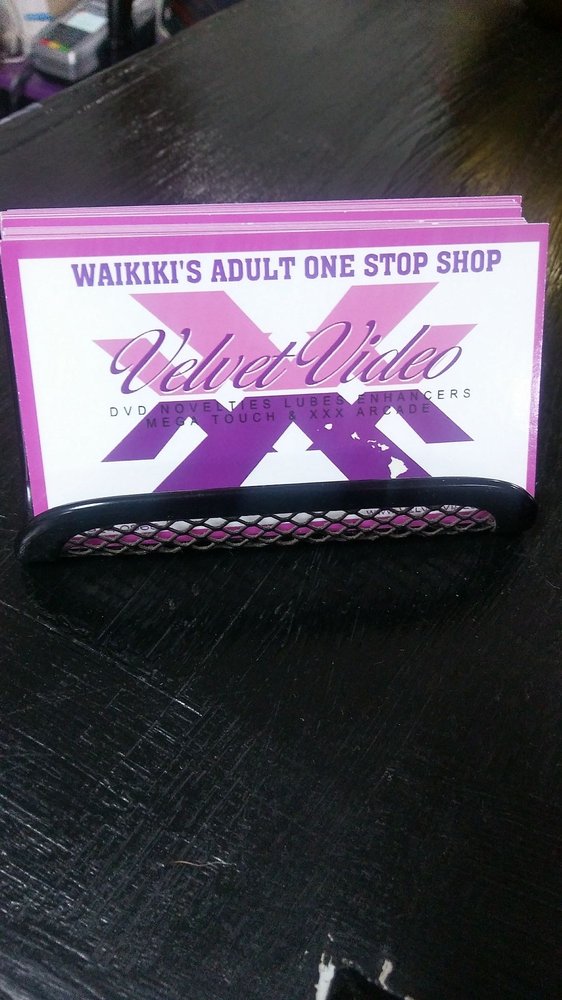 WAIKIKI'S ADULT ONE STOP SHOP
Velvet Video
DVD NOVELTIES LUBES ENHANCERS
MEGA TOUCH & XXX ARCADE